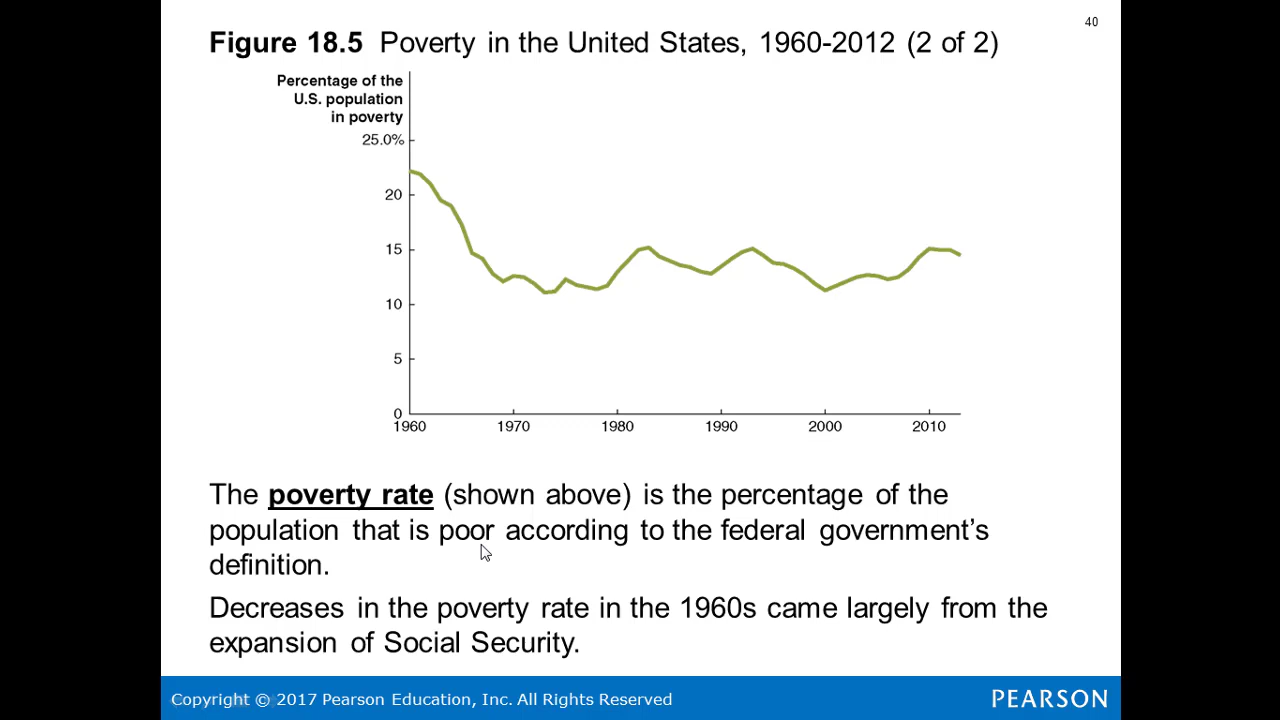 40
Figure 18.5 Poverty in the United States, 1960-2012 (2 of 2)
Percentage of the
U.S. population
in poverty
25.0%
20
15
10
5
0
1960 1970 1980 1990 2000 2010
The poverty rate (shown above) is the percentage of the
population that is poor according to the federal government’s
definition.
Decreases in the poverty rate in the 1960s came largely from the
expansion of Social Security.
Copyright © 2017 Pearson Education, Inc. All Rights Reserved
PEARSON